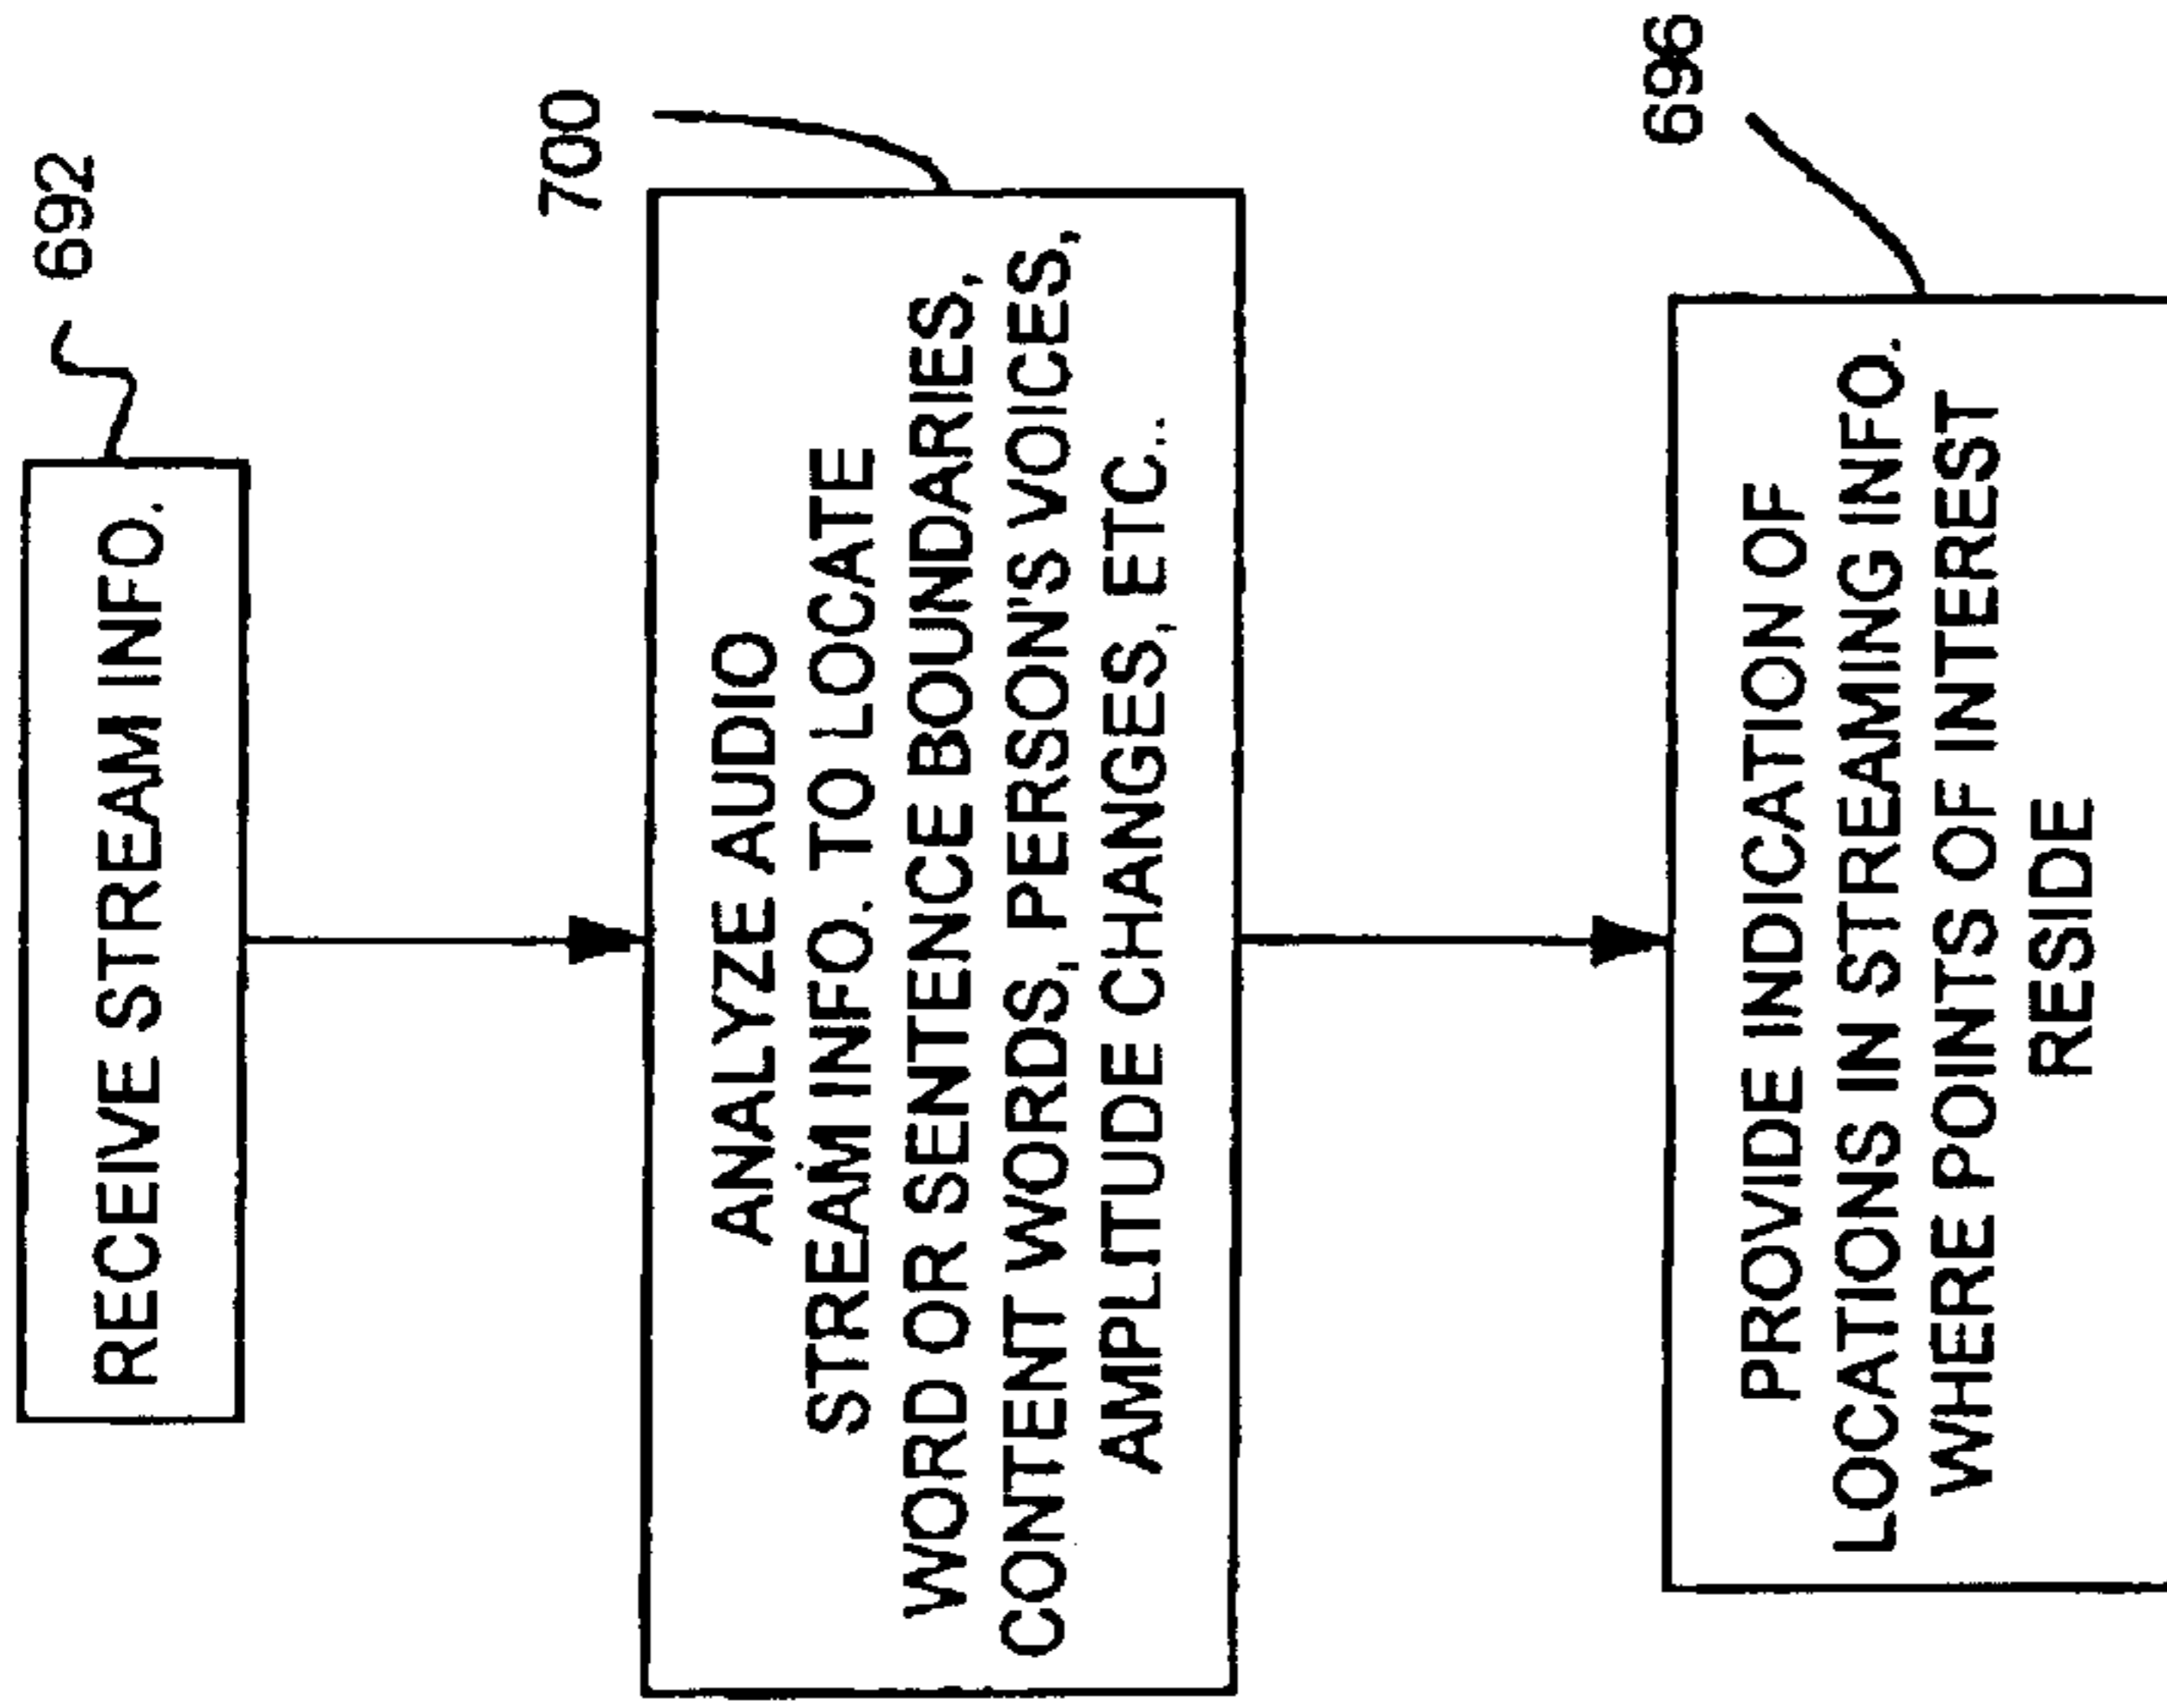 692
RECEIVE STREAM INFO.
700
ANALYZE AUDIO
STREAM INFO. TO LOCATE
WORD OR SENTENCE BOUNDARIES,
CONTENT WORDS, PERSON'S VOICES,
AMPLITUDE CHANGES, ETC..
696
PROVIDE INDICATION OF
LOCATIONS IN STREAMING INFO.
WHERE POINTS OF INTEREST
RESIDE